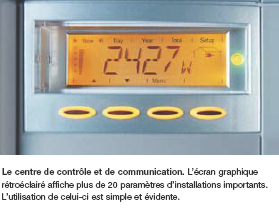 Now Day Year Total Setup
2427W
Menu
Le centre de contrôle et de communication. L'écran graphique
rétroéclairé affiche plus de 20 paramètres d'installations importants.
L'utilisation de celui-ci est simple et évidente.